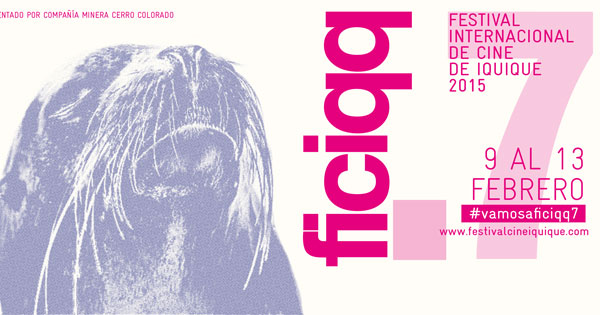 POR COMPAÑÍA MINERA CERRO COLORADO
ficiqq
.7
FESTIVAL
INTERNACIONAL
DE CINE
DE IQUIQUE
2015
9 AL 13
FEBRERO
#vamosaficiqq7
www.festivalcineiquique.com